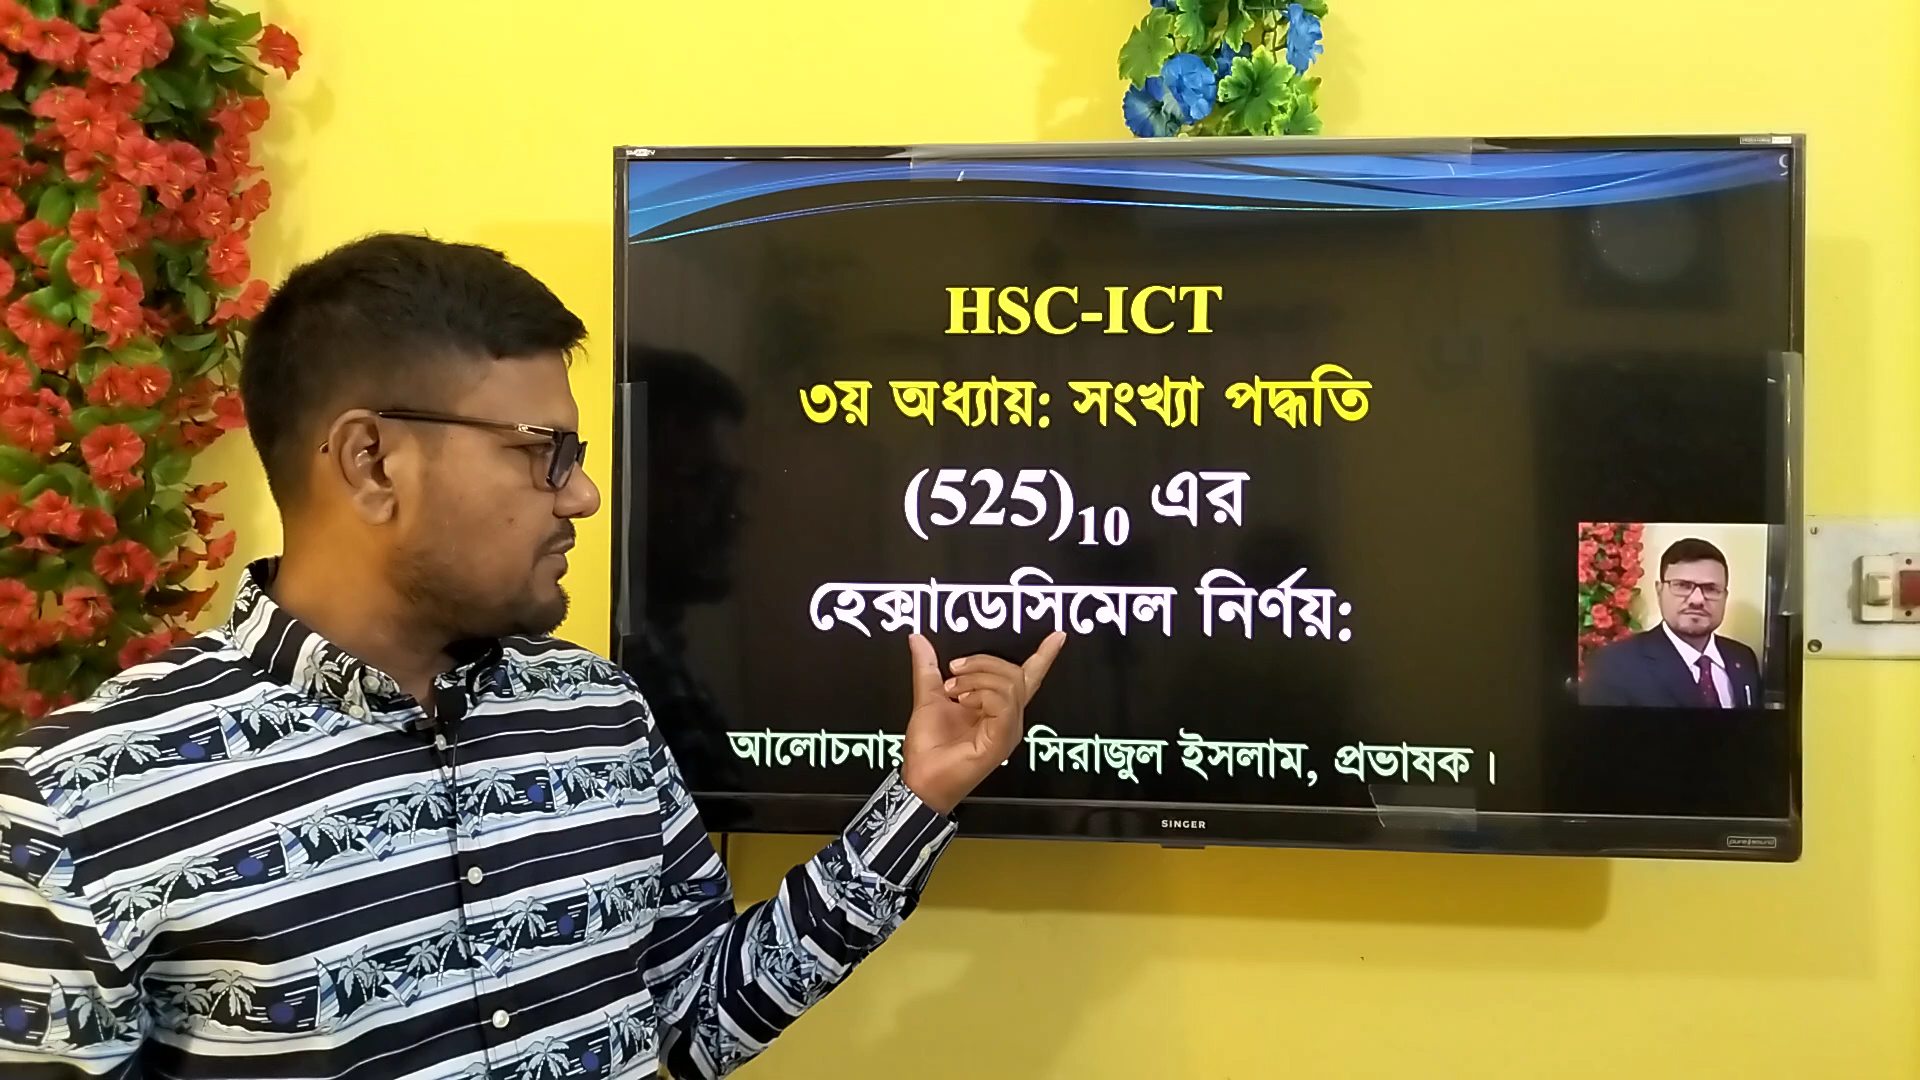 HSC-ICT
৩য় অধ্যায়: সংখ্যা পদ্ধতি
(525)10 এর
হেক্সাডেসিমেল নির্ণয়:
আলোচনায় সিরাজুল ইসলাম, প্রভাষক।
SINGER